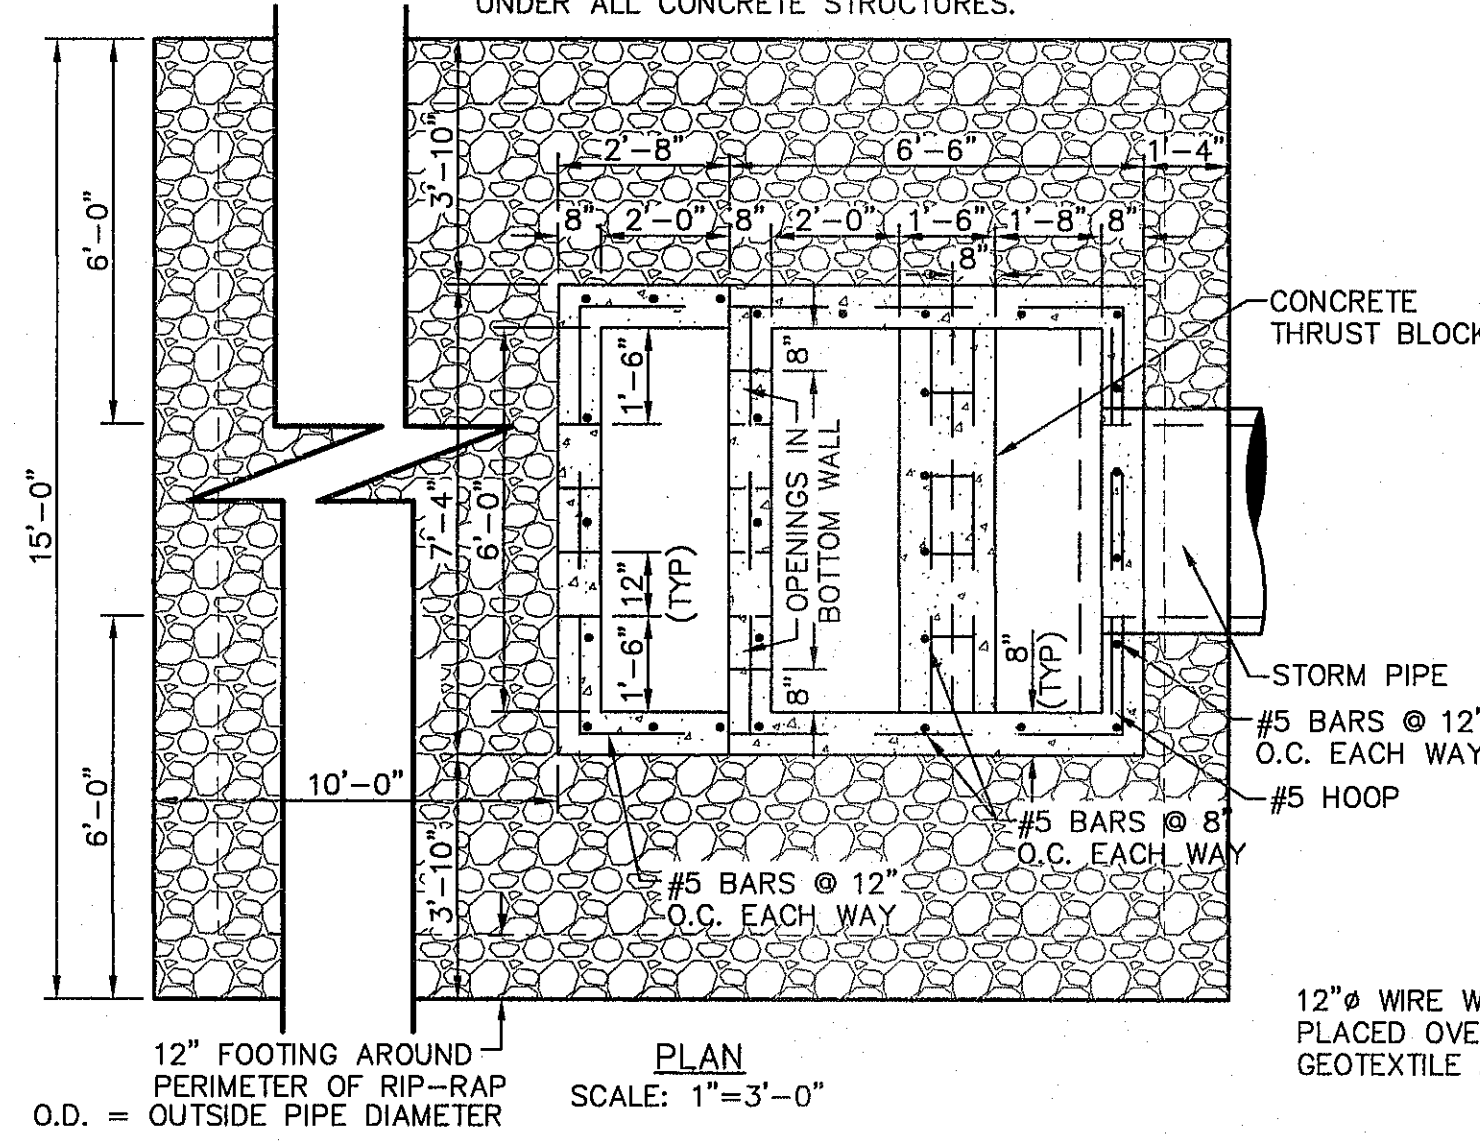 UNDER ALL CONCRETE STRUCTURES.
15'-0"
6'-0"
6'-0"
3'-10"
7'-4"
6'-0"
3'-10"
10'-0"
2'-8"
6'-6"
1'-4"
8"
2'-0"
8"
2'-0"
1'-6"
1'-8"
8"
8"
1'-6"
12"
(TYP)
1'-6"
8"
OPENINGS IN
BOTTOM WALL
8"
8"
(TYP)
CONCRETE
THRUST BLOCK
STORM PIPE
#5 BARS @ 12"
O.C. EACH WAY
#5 HOOP
#5 BARS @ 8"
O.C. EACH WAY
#5 BARS @ 12"
O.C. EACH WAY
12" FOOTING AROUND
PERIMETER OF RIP-RAP
O.D. = OUTSIDE PIPE DIAMETER
PLAN
SCALE: 1"=3'-0"
12"ø WIRE W
PLACED OVE
GEOTEXTILE